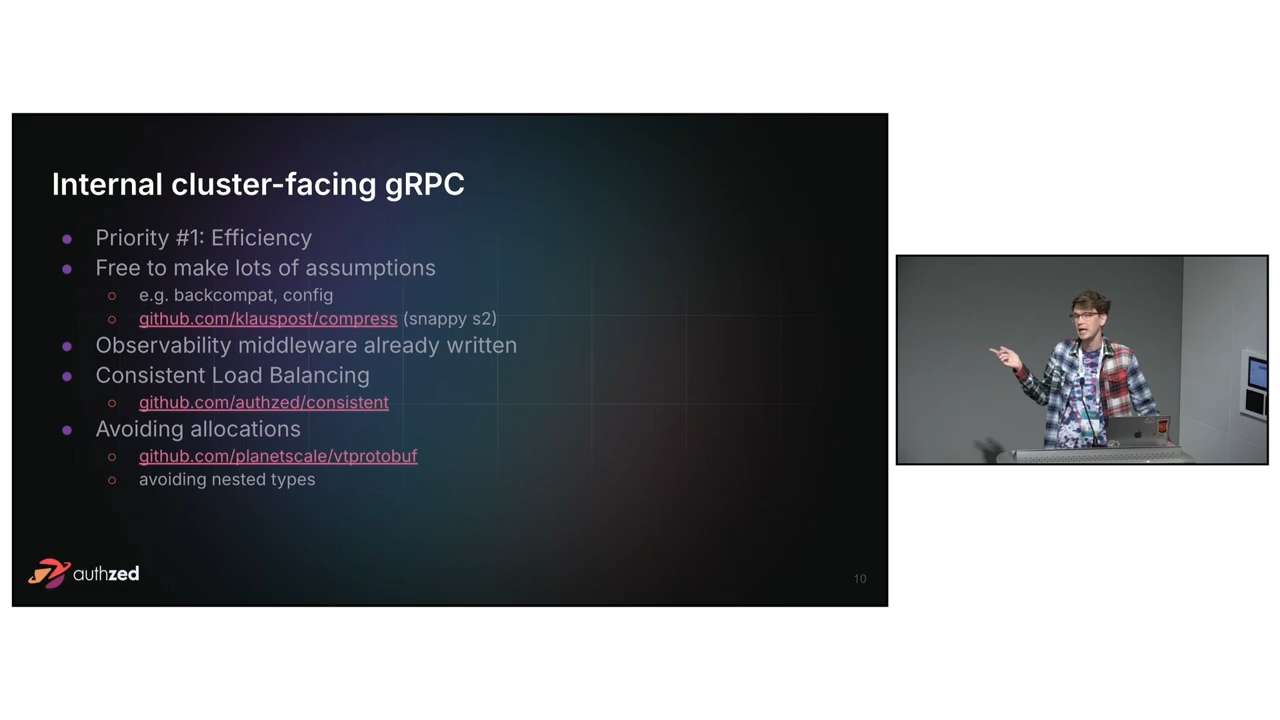 Internal cluster-facing gRPC
Priority #1: Efficiency
Free to make lots of assumptions
e.g. backcompat, config
github.com/klauspost/compress (snappy s2)
Observability middleware already written
Consistent Load Balancing
github.com/authzed/consistent
Avoiding allocations
github.com/planetscale/vtprotobuf
avoiding nested types
authzed
10